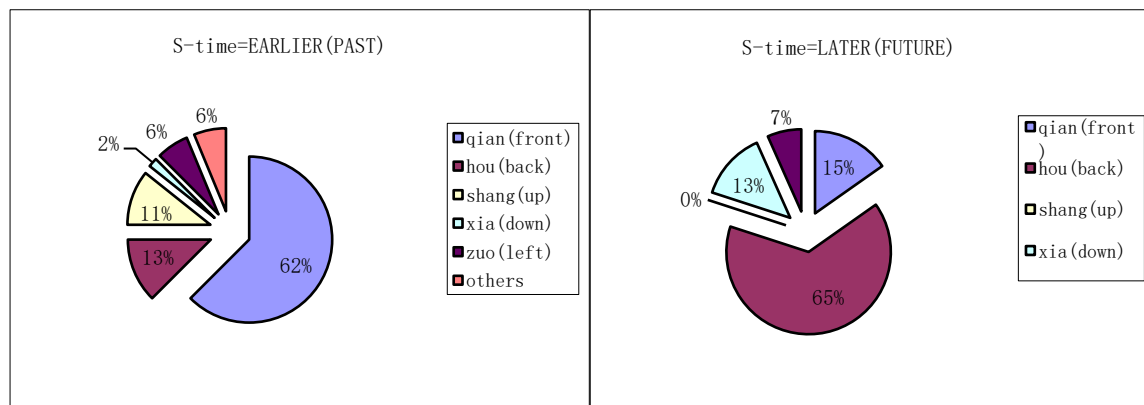 S-time=EARLIER(PAST)
6%
6%
2%
11%
13%
62%
qian(front)
hou(back)
shang(up)
xia(down)
zuo(left)
others
S-time=LATER(FUTURE)
7%
15%
13%
0%
65%
qian(front
)
hou(back)
shang(up)
xia(down)